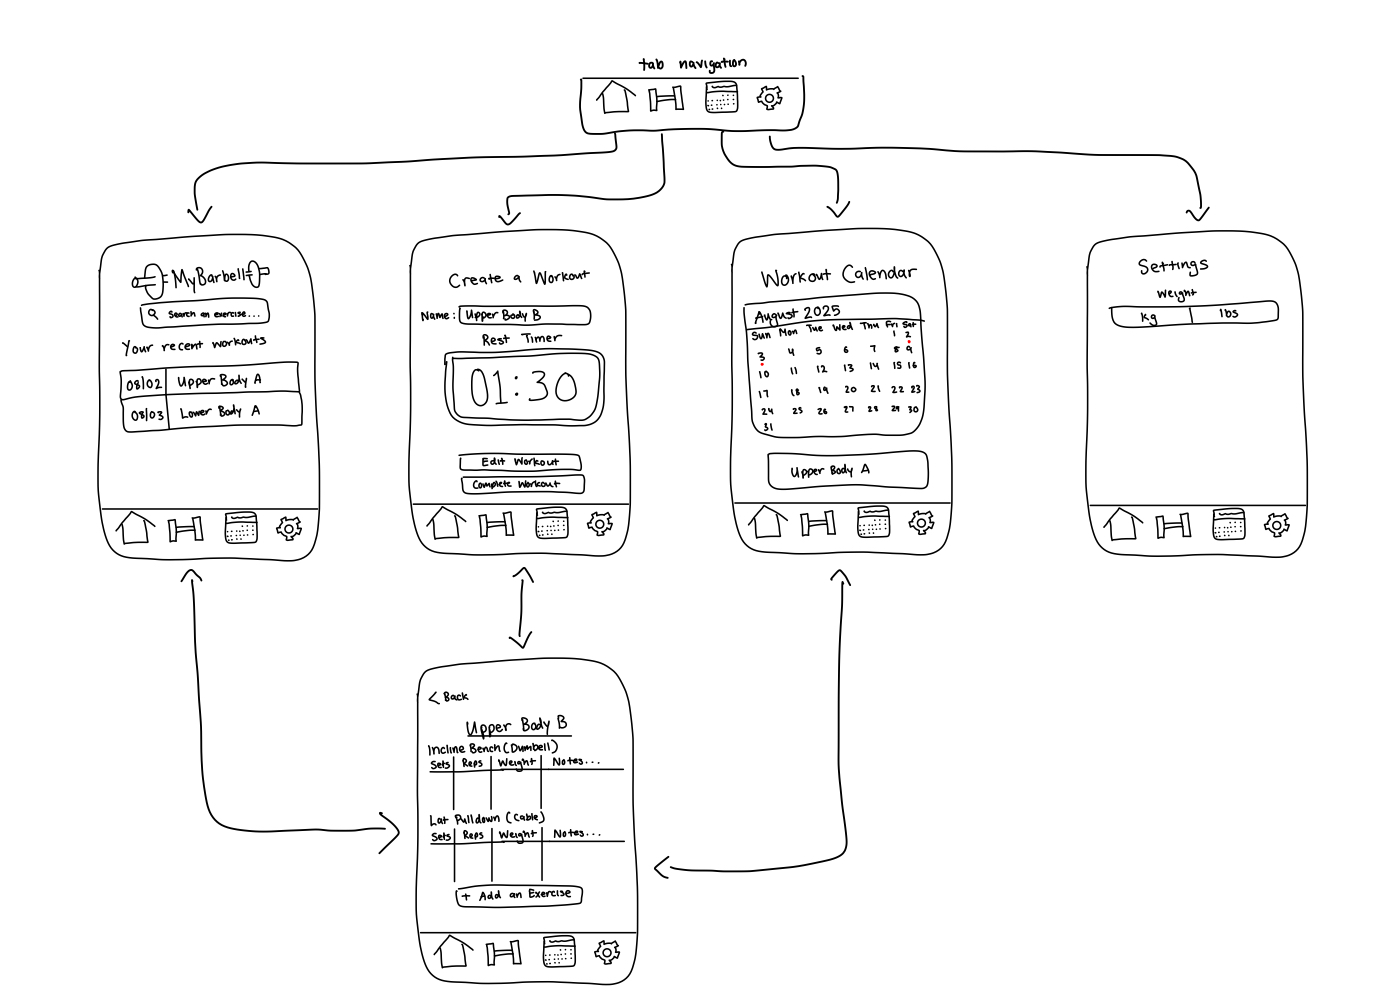 tab navigation
MyBarbell
Search an exercise...
Your recent workouts
08/02 Upper Body A
08/03 Lower Body A
Create a Workout
Name: Upper Body B
Rest Timer
01:30
Edit Workout
Complete Workout
Workout Calendar
August 2025
Sun Mon Tue Wed Thu Fri Sat
1 2
3 4 5 6 7 8 9
10 11 12 13 14 15 16
17 18 19 20 21 22 23
24 25 26 27 28 29 30
31
Upper Body A
Settings
Weight
kg lbs
< Back
Upper Body B
Incline Bench (Dumbell)
Sets Reps Weight Notes...
Lat Pulldown (Cable)
Sets Reps Weight Notes...
+ Add an Exercise